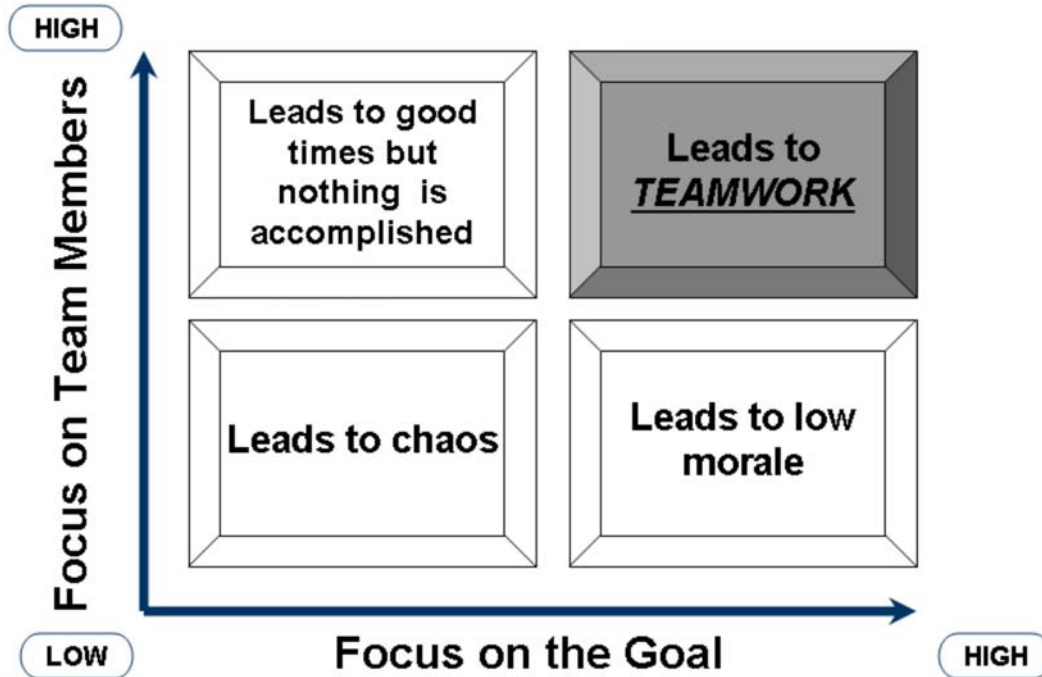 HIGH
Focus on Team Members
Leads to good
times but
nothing is
accomplished
Leads to
TEAMWORK
Leads to chaos
Leads to low
morale
LOW
Focus on the Goal
HIGH